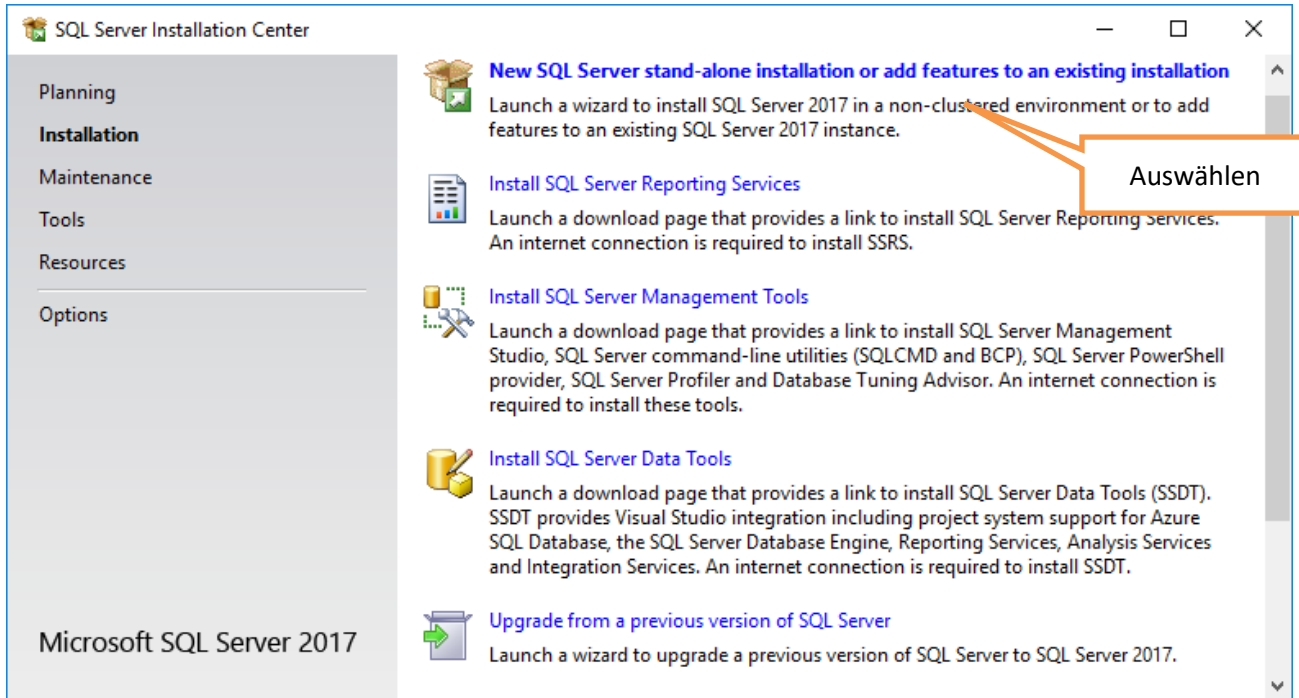 SQL Server Installation Center
Planning
Installation
Maintenance
Tools
Resources
Options
Microsoft SQL Server 2017
New SQL Server stand-alone installation or add features to an existing installation
Launch a wizard to install SQL Server 2017 in a non-clustered environment or to add
features to an existing SQL Server 2017 instance.
Auswählen
Install SQL Server Reporting Services
Launch a download page that provides a link to install SQL Server Reporting Services.
An internet connection is required to install SSRS.
Install SQL Server Management Tools
Launch a download page that provides a link to install SQL Server Management
Studio, SQL Server command-line utilities (SQLCMD and BCP), SQL Server PowerShell
provider, SQL Server Profiler and Database Tuning Advisor. An internet connection is
required to install these tools.
Install SQL Server Data Tools
Launch a download page that provides a link to install SQL Server Data Tools (SSDT).
SSDT provides Visual Studio integration including project system support for Azure
SQL Database, the SQL Server Database Engine, Reporting Services, Analysis Services
and Integration Services. An internet connection is required to install SSDT.
Upgrade from a previous version of SQL Server
Launch a wizard to upgrade a previous version of SQL Server to SQL Server 2017.